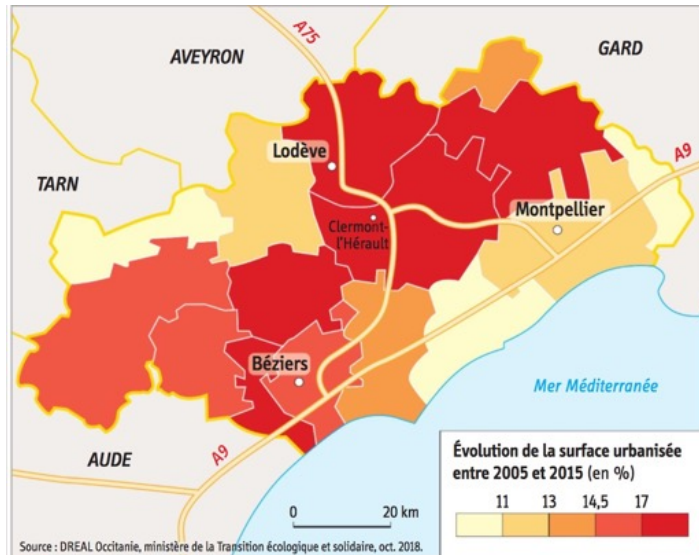 A75
AVEYRON
GARD
A9
Lodève
TARN
Montpellier
Clermont-
l'Hérault
Béziers
Mer Méditerranée
AUDE
A9
Évolution de la surface urbanisée
entre 2005 et 2015 (en %)
11 13 14,5 17
0 20 km
Source : DREAL Occitanie, ministère de la Transition écologique et solidaire, oct. 2018.